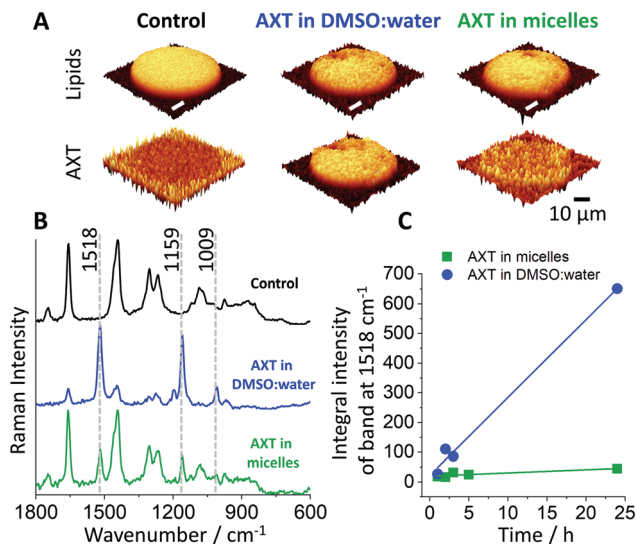 A
Control
AXT in DMSO:water
AXT in micelles
Lipids
AXT
10 µm
B
1518
1159
1009
Control
AXT in
DMSO:water
AXT in
micelles
Raman Intensity
1800 1500 1200 900 600
Wavenumber / cm⁻¹
C
AXT in micelles
AXT in DMSO:water
700
600
500
400
300
200
100
50
0
0 5 10 15 20 25
Integral intensity
of band at 1518 cm⁻¹
Time / h